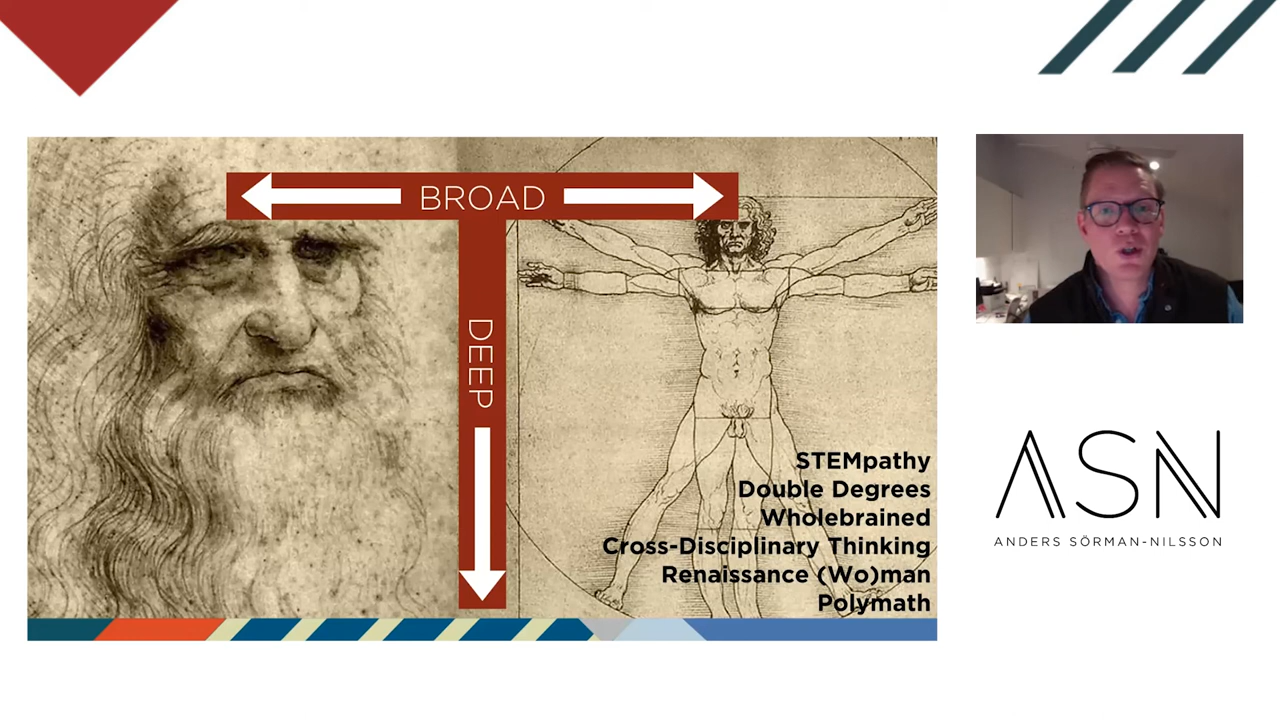 BROAD
DEEP
STEMpathy
Double Degrees
Wholebrained
Cross-Disciplinary Thinking
Renaissance (Wo)man
Polymath
ASN
ANDERS SÖRMAN-NILSSON